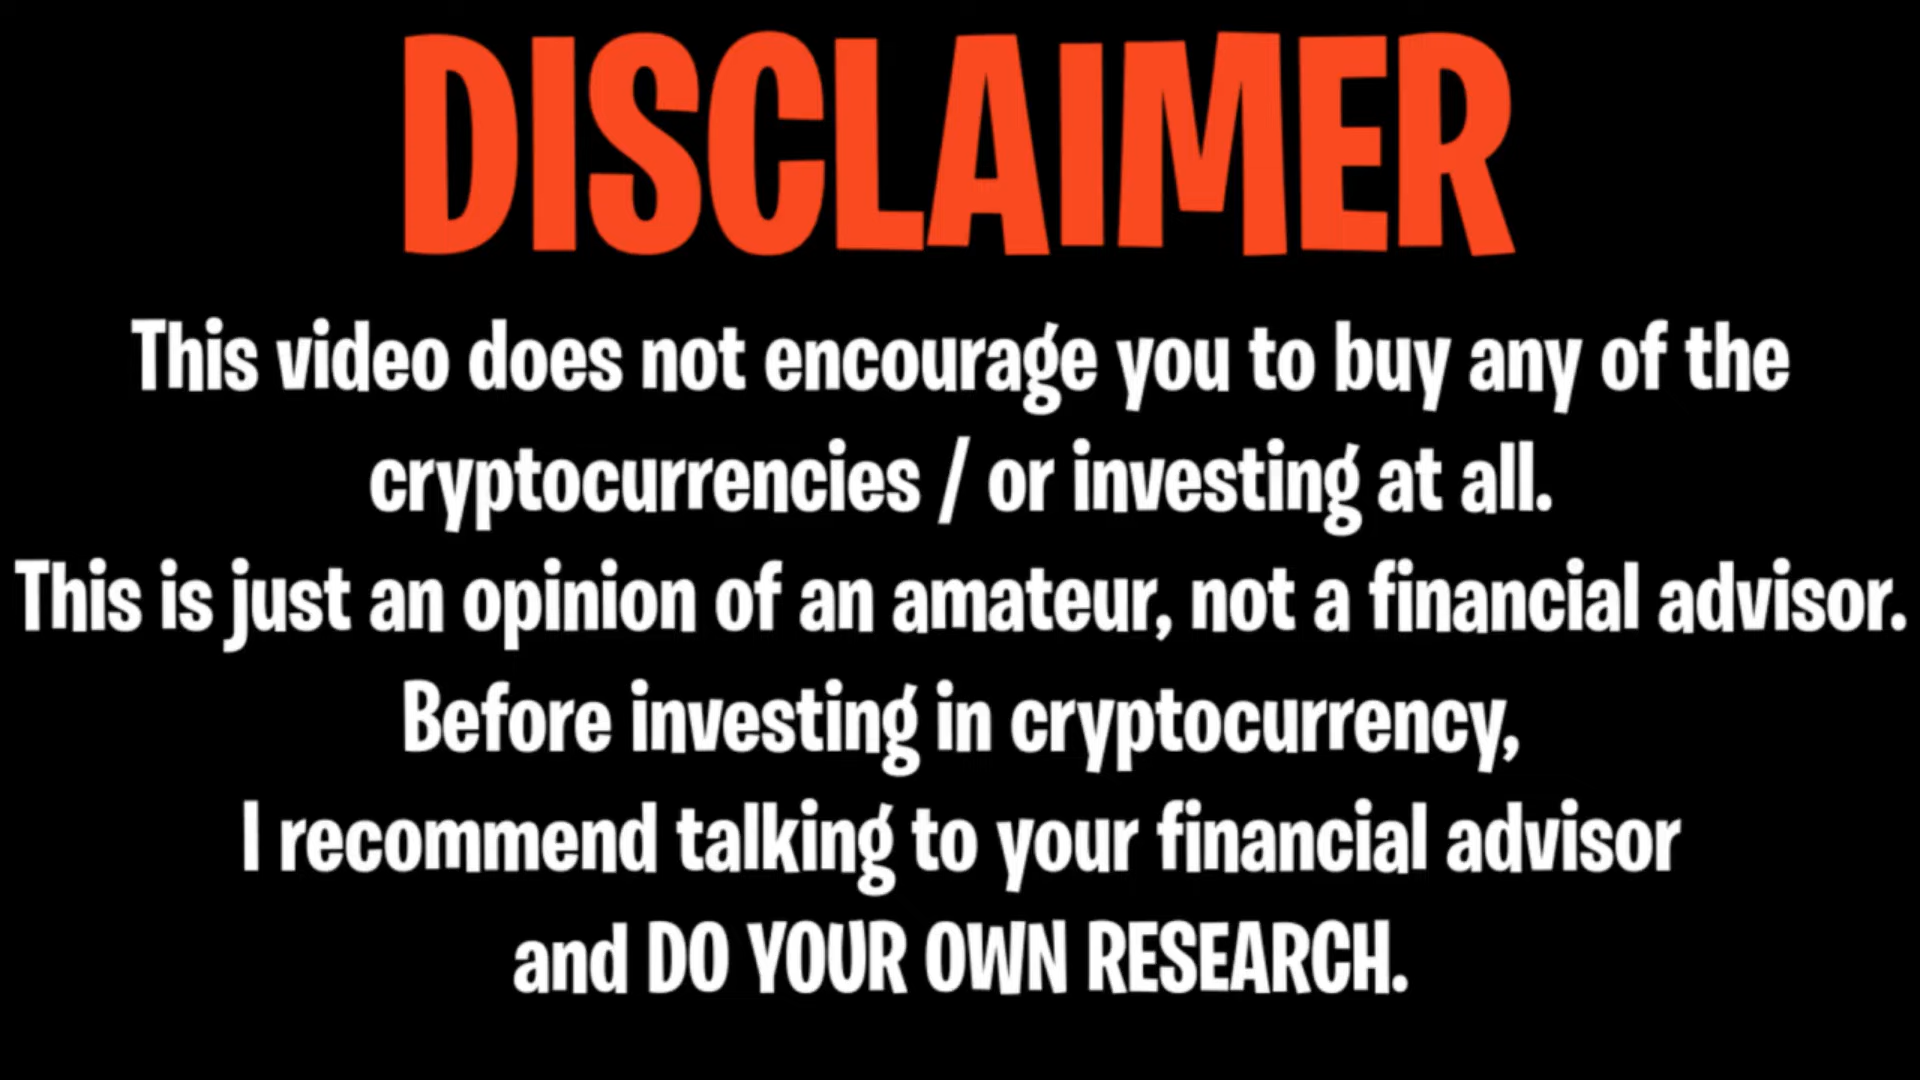 DISCLAIMER
This video does not encourage you to buy any of the
cryptocurrencies / or investing at all.
This is just an opinion of an amateur, not a financial advisor.
Before investing in cryptocurrency,
I recommend talking to your financial advisor
and DO YOUR OWN RESEARCH.